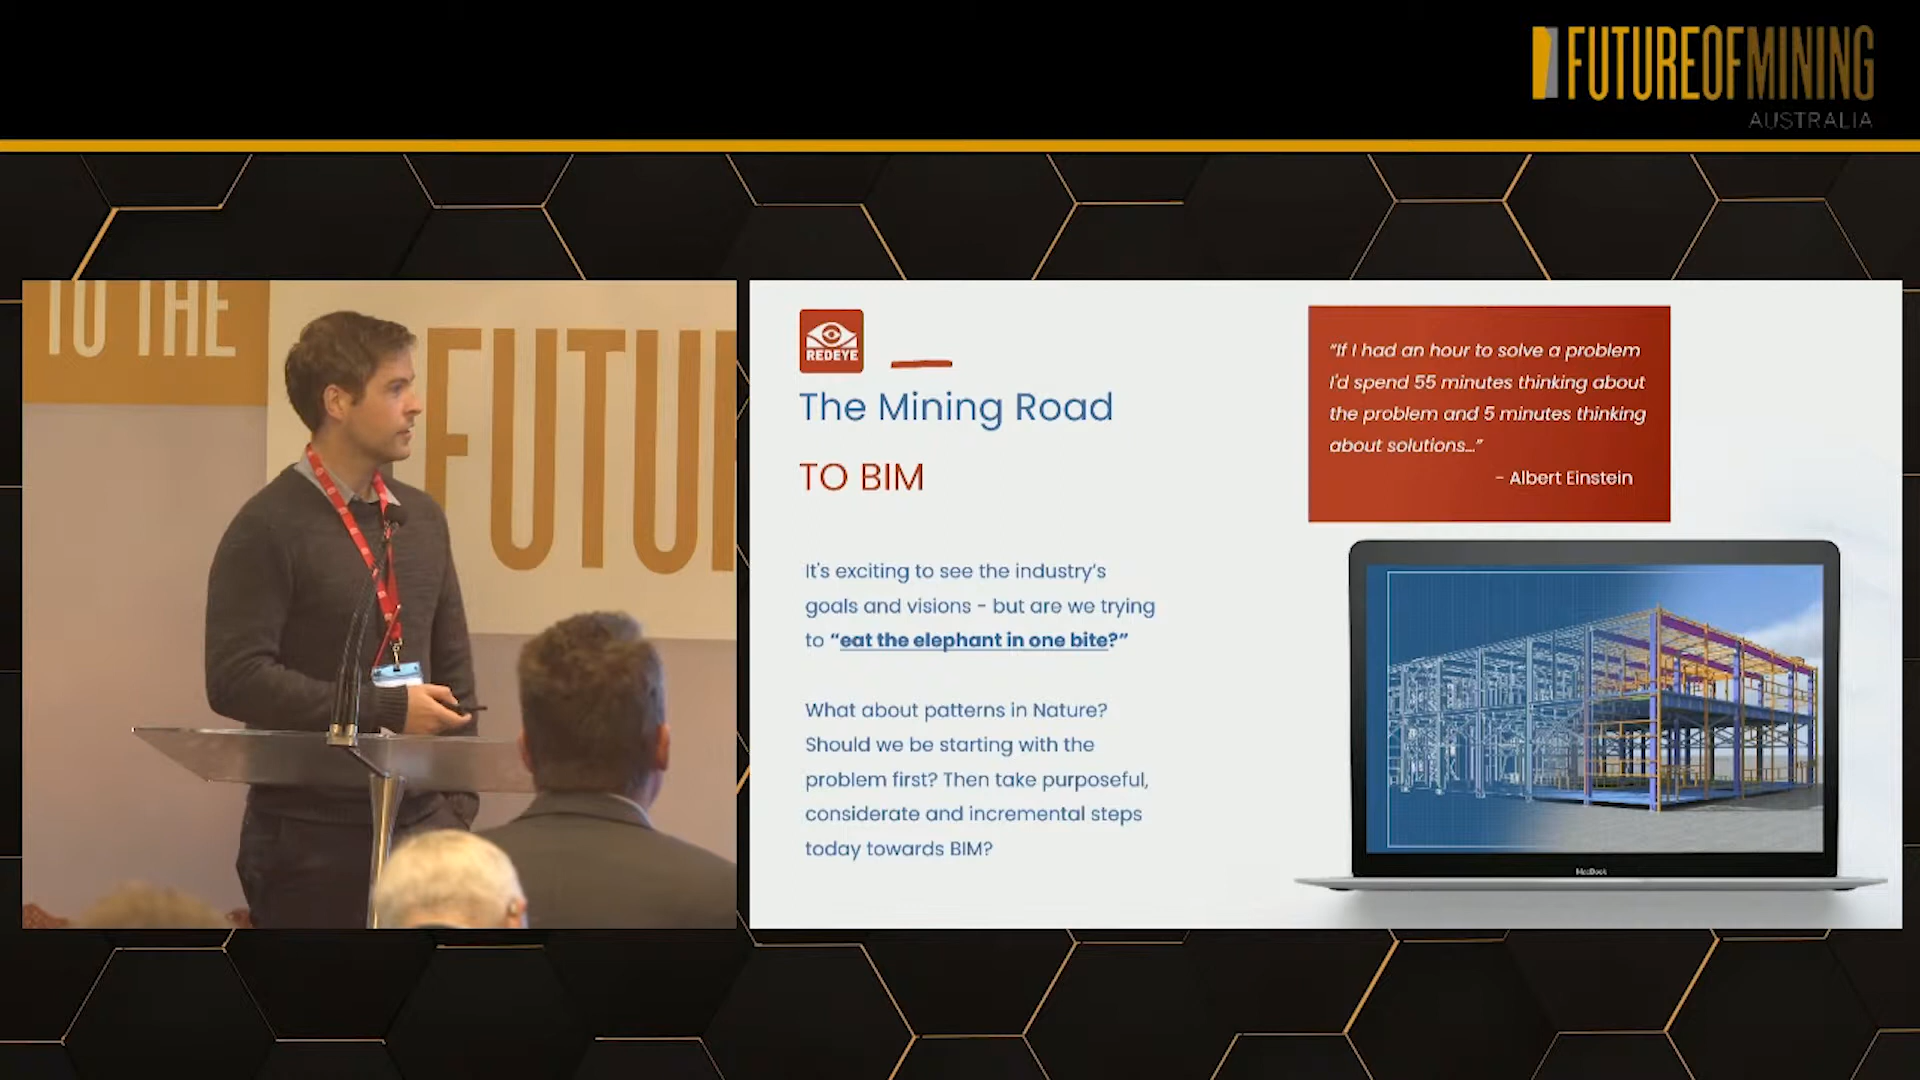 FUTUREOFMINING
AUSTRALIA
TO THE
FUTU
REDEYE
The Mining Road
TO BIM
It's exciting to see the industry's
goals and visions - but are we trying
to “eat the elephant in one bite?”
What about patterns in Nature?
Should we be starting with the
problem first? Then take purposeful,
considerate and incremental steps
today towards BIM?
“If I had an hour to solve a problem
I'd spend 55 minutes thinking about
the problem and 5 minutes thinking
about solutions...”
- Albert Einstein
MacBook